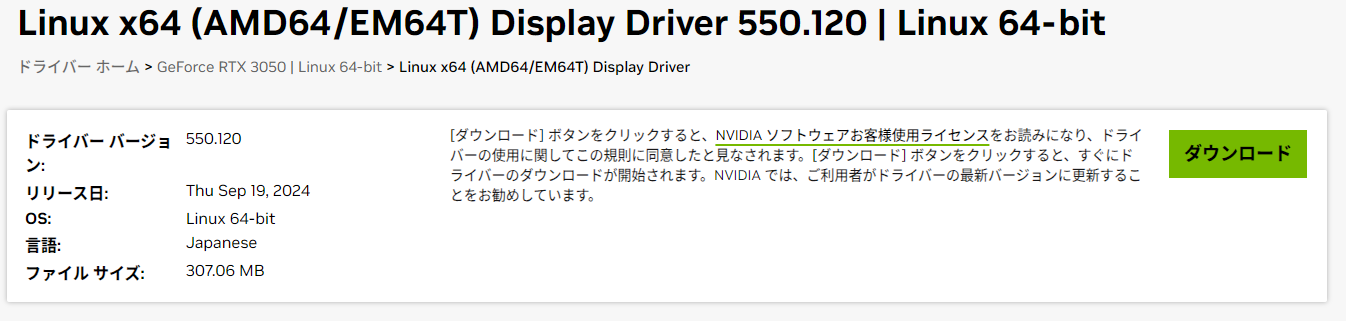 Linux x64 (AMD64/EM64T) Display Driver 550.120 | Linux 64-bit
ドライバー ホーム > GeForce RTX 3050 | Linux 64-bit > Linux x64 (AMD64/EM64T) Display Driver
ドライバー バージョ
ン:
550.120
リリース日:
Thu Sep 19, 2024
OS:
Linux 64-bit
言語:
Japanese
ファイル サイズ:
307.06 MB
[ダウンロード] ボタンをクリックすると、NVIDIA ソフトウェアお客様使用ライセンスをお読みになり、ドライ
バーの使用に関してこの規則に同意したと見なされます。[ダウンロード] ボタンをクリックすると、すぐにド
ライバーのダウンロードが開始されます。NVIDIA では、ご利用者がドライバーの最新バージョンに更新するこ
とをお勧めしています。
ダウンロード